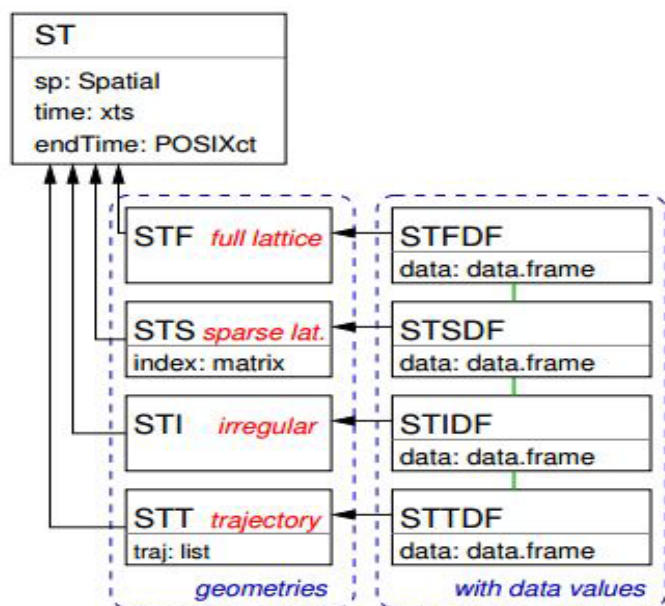 ST
sp: Spatial
time: xts
endTime: POSIXct
STF full lattice
STFDF
data: data.frame
STS sparse lat.
index: matrix
STSDF
data: data.frame
STI irregular
STIDF
data: data.frame
STT trajectory
traj: list
STTDF
data: data.frame
geometries
with data values